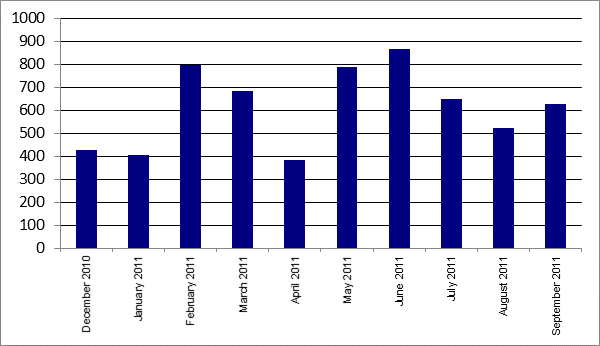 1000
900
800
700
600
500
400
300
200
100
0
December 2010
January 2011
February 2011
March 2011
April 2011
May 2011
June 2011
July 2011
August 2011
September 2011